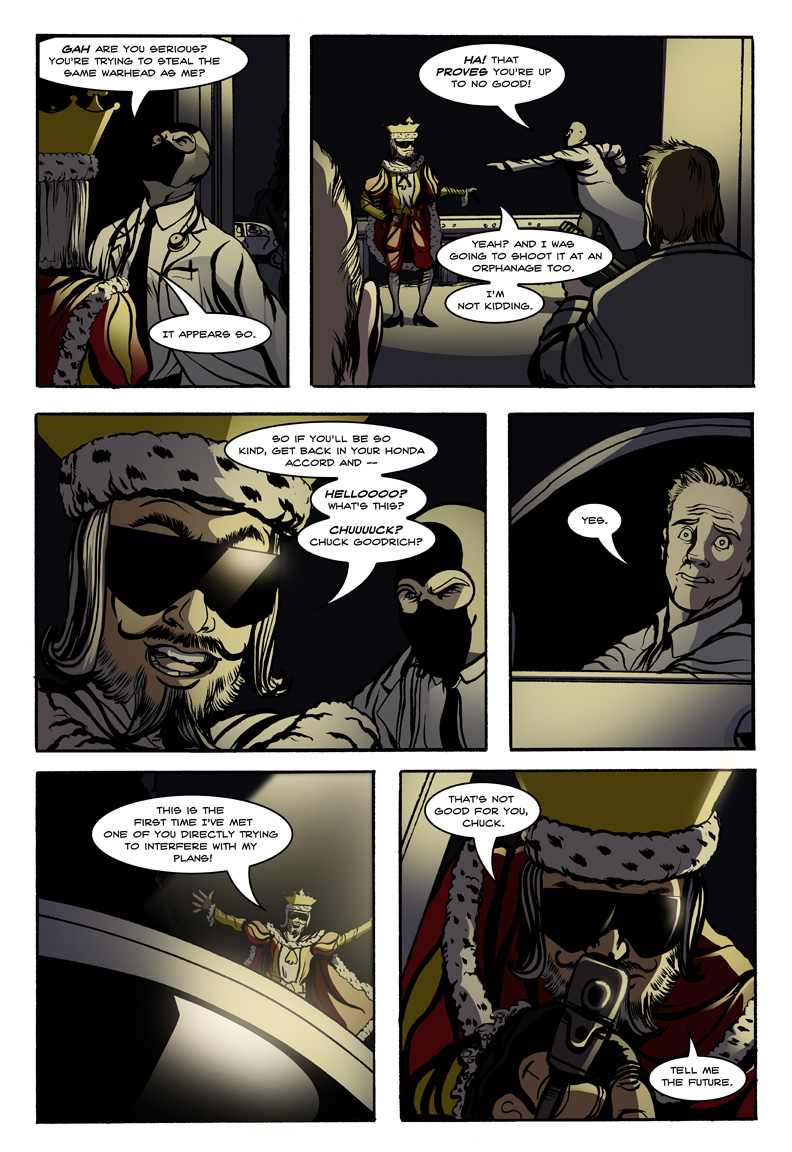 GAH ARE YOU SERIOUS?
YOU'RE TRYING TO STEAL THE
SAME WARHEAD AS ME?
IT APPEARS SO.
HA! THAT
PROVES YOU'RE UP
TO NO GOOD!
YEAH? AND I WAS
GOING TO SHOOT IT AT AN
ORPHANAGE TOO.
I'M
NOT KIDDING.
SO IF YOU'LL BE SO
KIND, GET BACK IN YOUR HONDA
ACCORD AND --
HELLOOOO?
WHAT'S THIS?
CHUUUUCK?
CHUCK GOODRICH?
YES.
THIS IS THE
FIRST TIME I'VE MET
ONE OF YOU DIRECTLY TRYING
TO INTERFERE WITH MY
PLANS!
THAT'S NOT
GOOD FOR YOU,
CHUCK.
TELL ME
THE FUTURE.